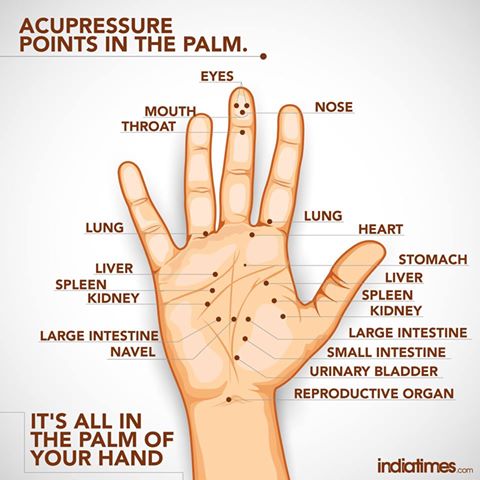 ACUPRESSURE
POINTS IN THE PALM.
EYES
MOUTH
NOSE
THROAT
LUNG
LUNG
HEART
STOMACH
LIVER
LIVER
SPLEEN
SPLEEN
KIDNEY
KIDNEY
LARGE INTESTINE
LARGE INTESTINE
NAVEL
SMALL INTESTINE
URINARY BLADDER
REPRODUCTIVE ORGAN
IT'S ALL IN
THE PALM OF
YOUR HAND
indiatimes.com